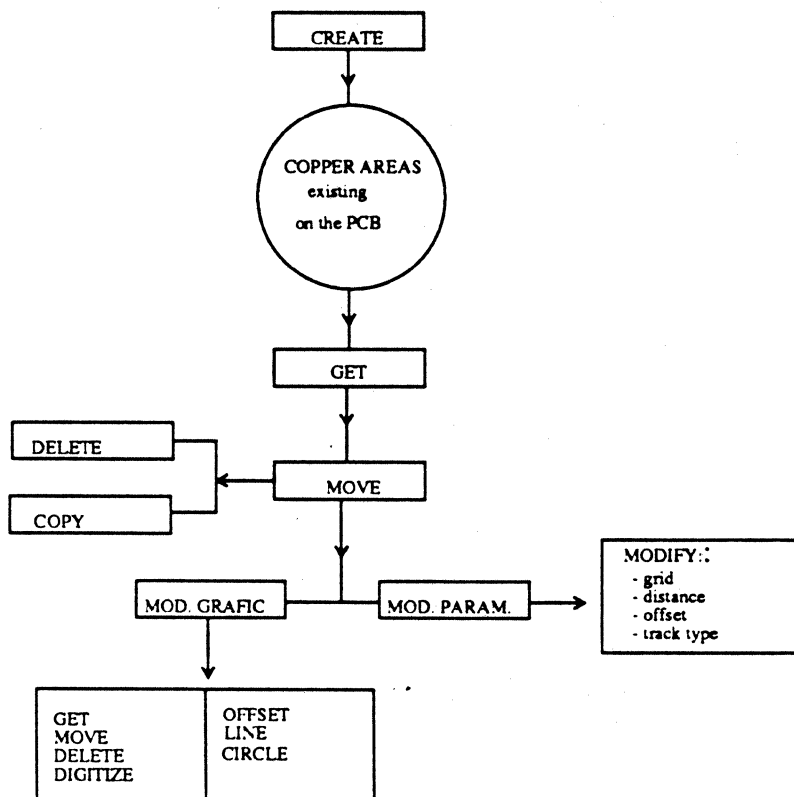 CREATE
COPPER AREAS
existing
on the PCB
GET
DELETE
MOVE
COPY
MOD. GRAFIC
MOD. PARAM.
MODIFY::
- grid
- distance
- offset
- track type
GET
MOVE
DELETE
DIGITIZE
OFFSET
LINE
CIRCLE